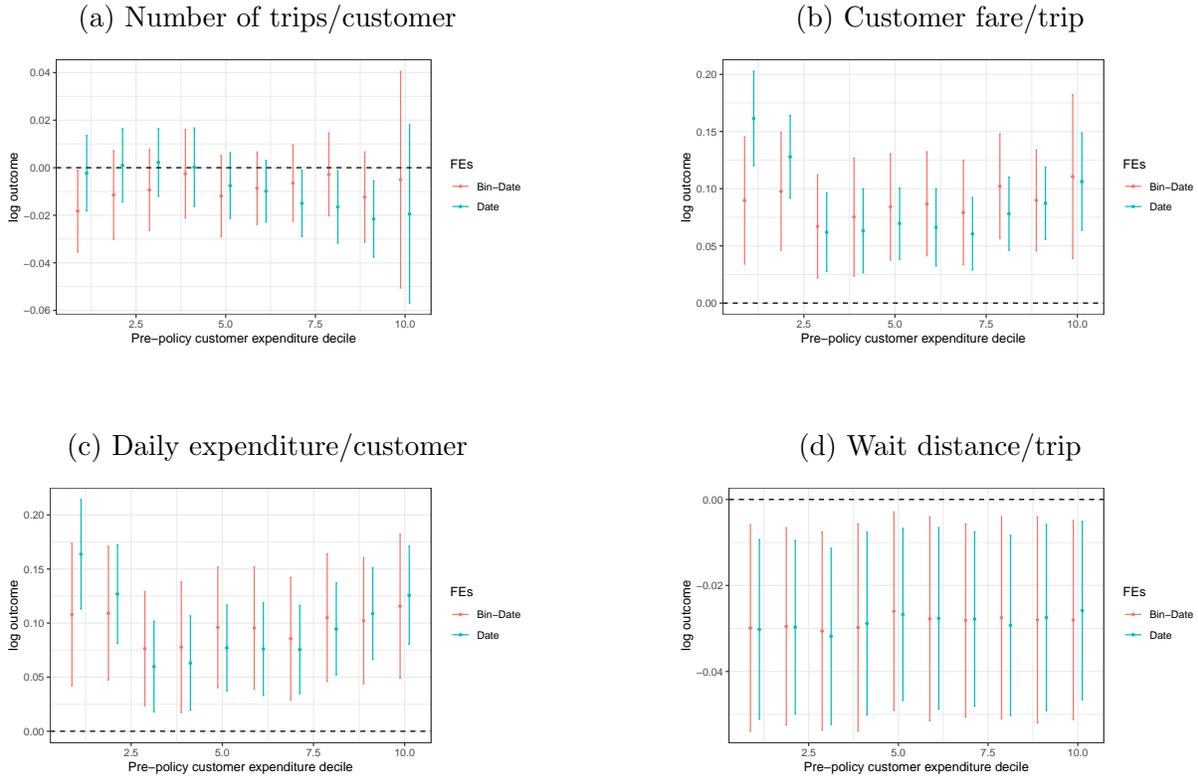 (a) Number of trips/customer
0.04
0.02
0.00
−0.02
−0.04
−0.06
log outcome
2.5 5.0 7.5 10.0
Pre−policy customer expenditure decile
FEs
Bin−Date
Date
(b) Customer fare/trip
0.20
0.15
0.10
0.05
0.00
log outcome
2.5 5.0 7.5 10.0
Pre−policy customer expenditure decile
FEs
Bin−Date
Date
(c) Daily expenditure/customer
0.20
0.15
0.10
0.05
0.00
log outcome
2.5 5.0 7.5 10.0
Pre−policy customer expenditure decile
FEs
Bin−Date
Date
(d) Wait distance/trip
0.00
−0.02
−0.04
log outcome
2.5 5.0 7.5 10.0
Pre−policy customer expenditure decile
FEs
Bin−Date
Date